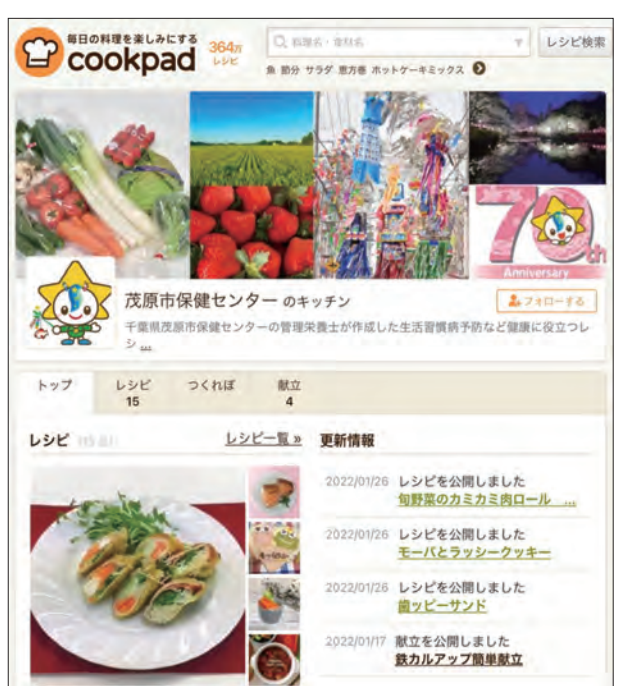 毎日の料理を楽しみにする
cookpad
364万
レシピ
料理名・食材名
レシピ検索
魚 節分 サラダ 恵方巻 ホットケーキミックス
70th
Anniversary
茂原市保健センター のキッチン
フォローする
千葉県茂原市保健センターの管理栄養士が作成した生活習慣病予防など健康に役立つレ
シ ...
トップ
レシピ
15
つくれぽ
献立
4
レシピ (15 品)
レシピ一覧 »
更新情報
2022/01/26 レシピを公開しました
旬野菜のカミカミ肉ロール ...
2022/01/26 レシピを公開しました
モーバとラッシークッキー
2022/01/26 レシピを公開しました
歯ッピーサンド
2022/01/17 献立を公開しました
鉄カルアップ簡単献立